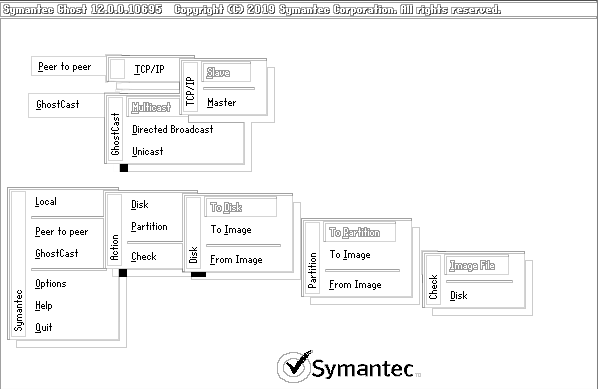 Symantec Ghost 12.0.0.10695 Copyright (C) 2019 Symantec Corporation. All rights reserved.
Peer to peer
TCP/IP
TCP/IP
Slave
Master
GhostCast
GhostCast
Multicast
Directed Broadcast
Unicast
Symantec
Local
Peer to peer
GhostCast
Options
Help
Quit
Action
Disk
Partition
Check
Disk
To Disk
To Image
From Image
Partition
To Partition
To Image
From Image
Check
Image File
Disk
Symantec